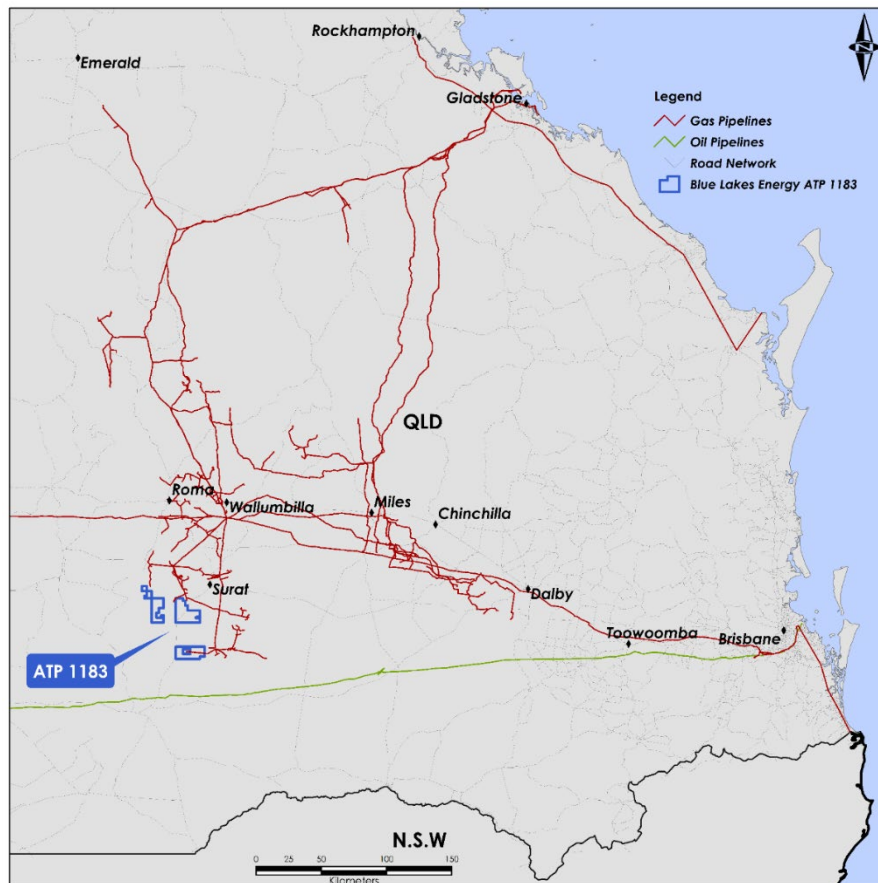 Rockhampton
Emerald
Gladstone
Legend
Gas Pipelines
Oil Pipelines
Road Network
Blue Lakes Energy ATP 1183
QLD
Roma
Wallumbilla
Miles
Chinchilla
Surat
Dalby
Toowoomba
Brisbane
ATP 1183
N.S.W
0 25 50 100 150
Kilometers